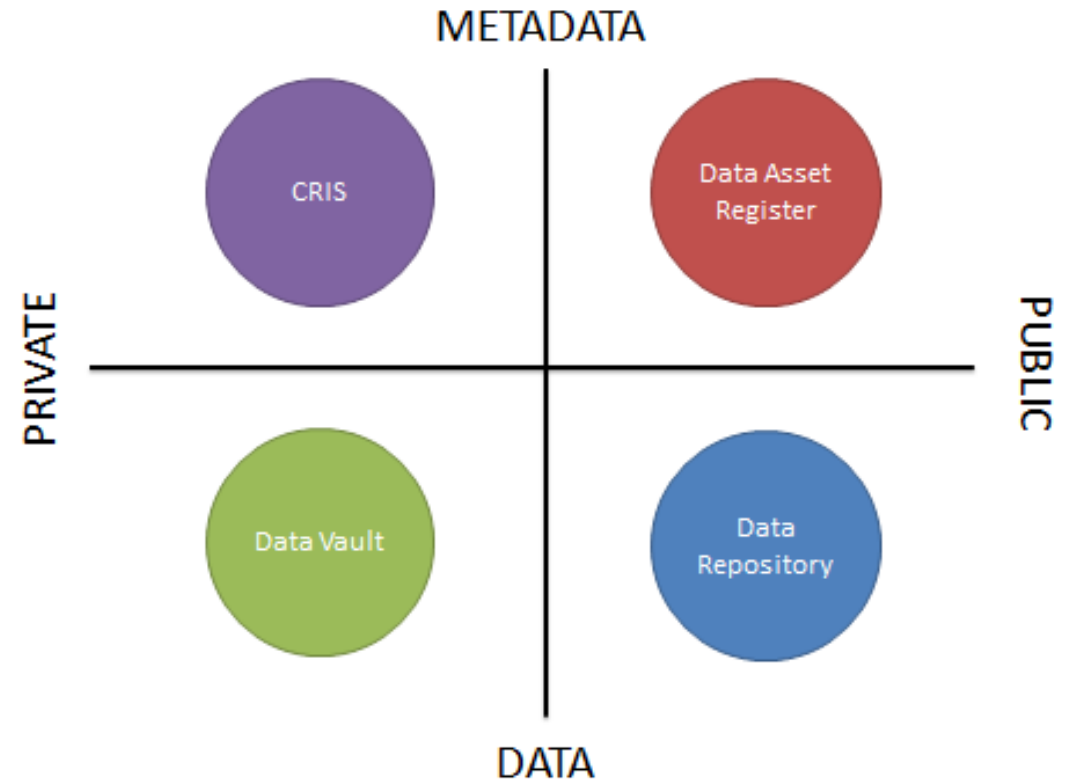 METADATA
CRIS
Data Asset
Register
PRIVATE
PUBLIC
Data Vault
Data
Repository
DATA